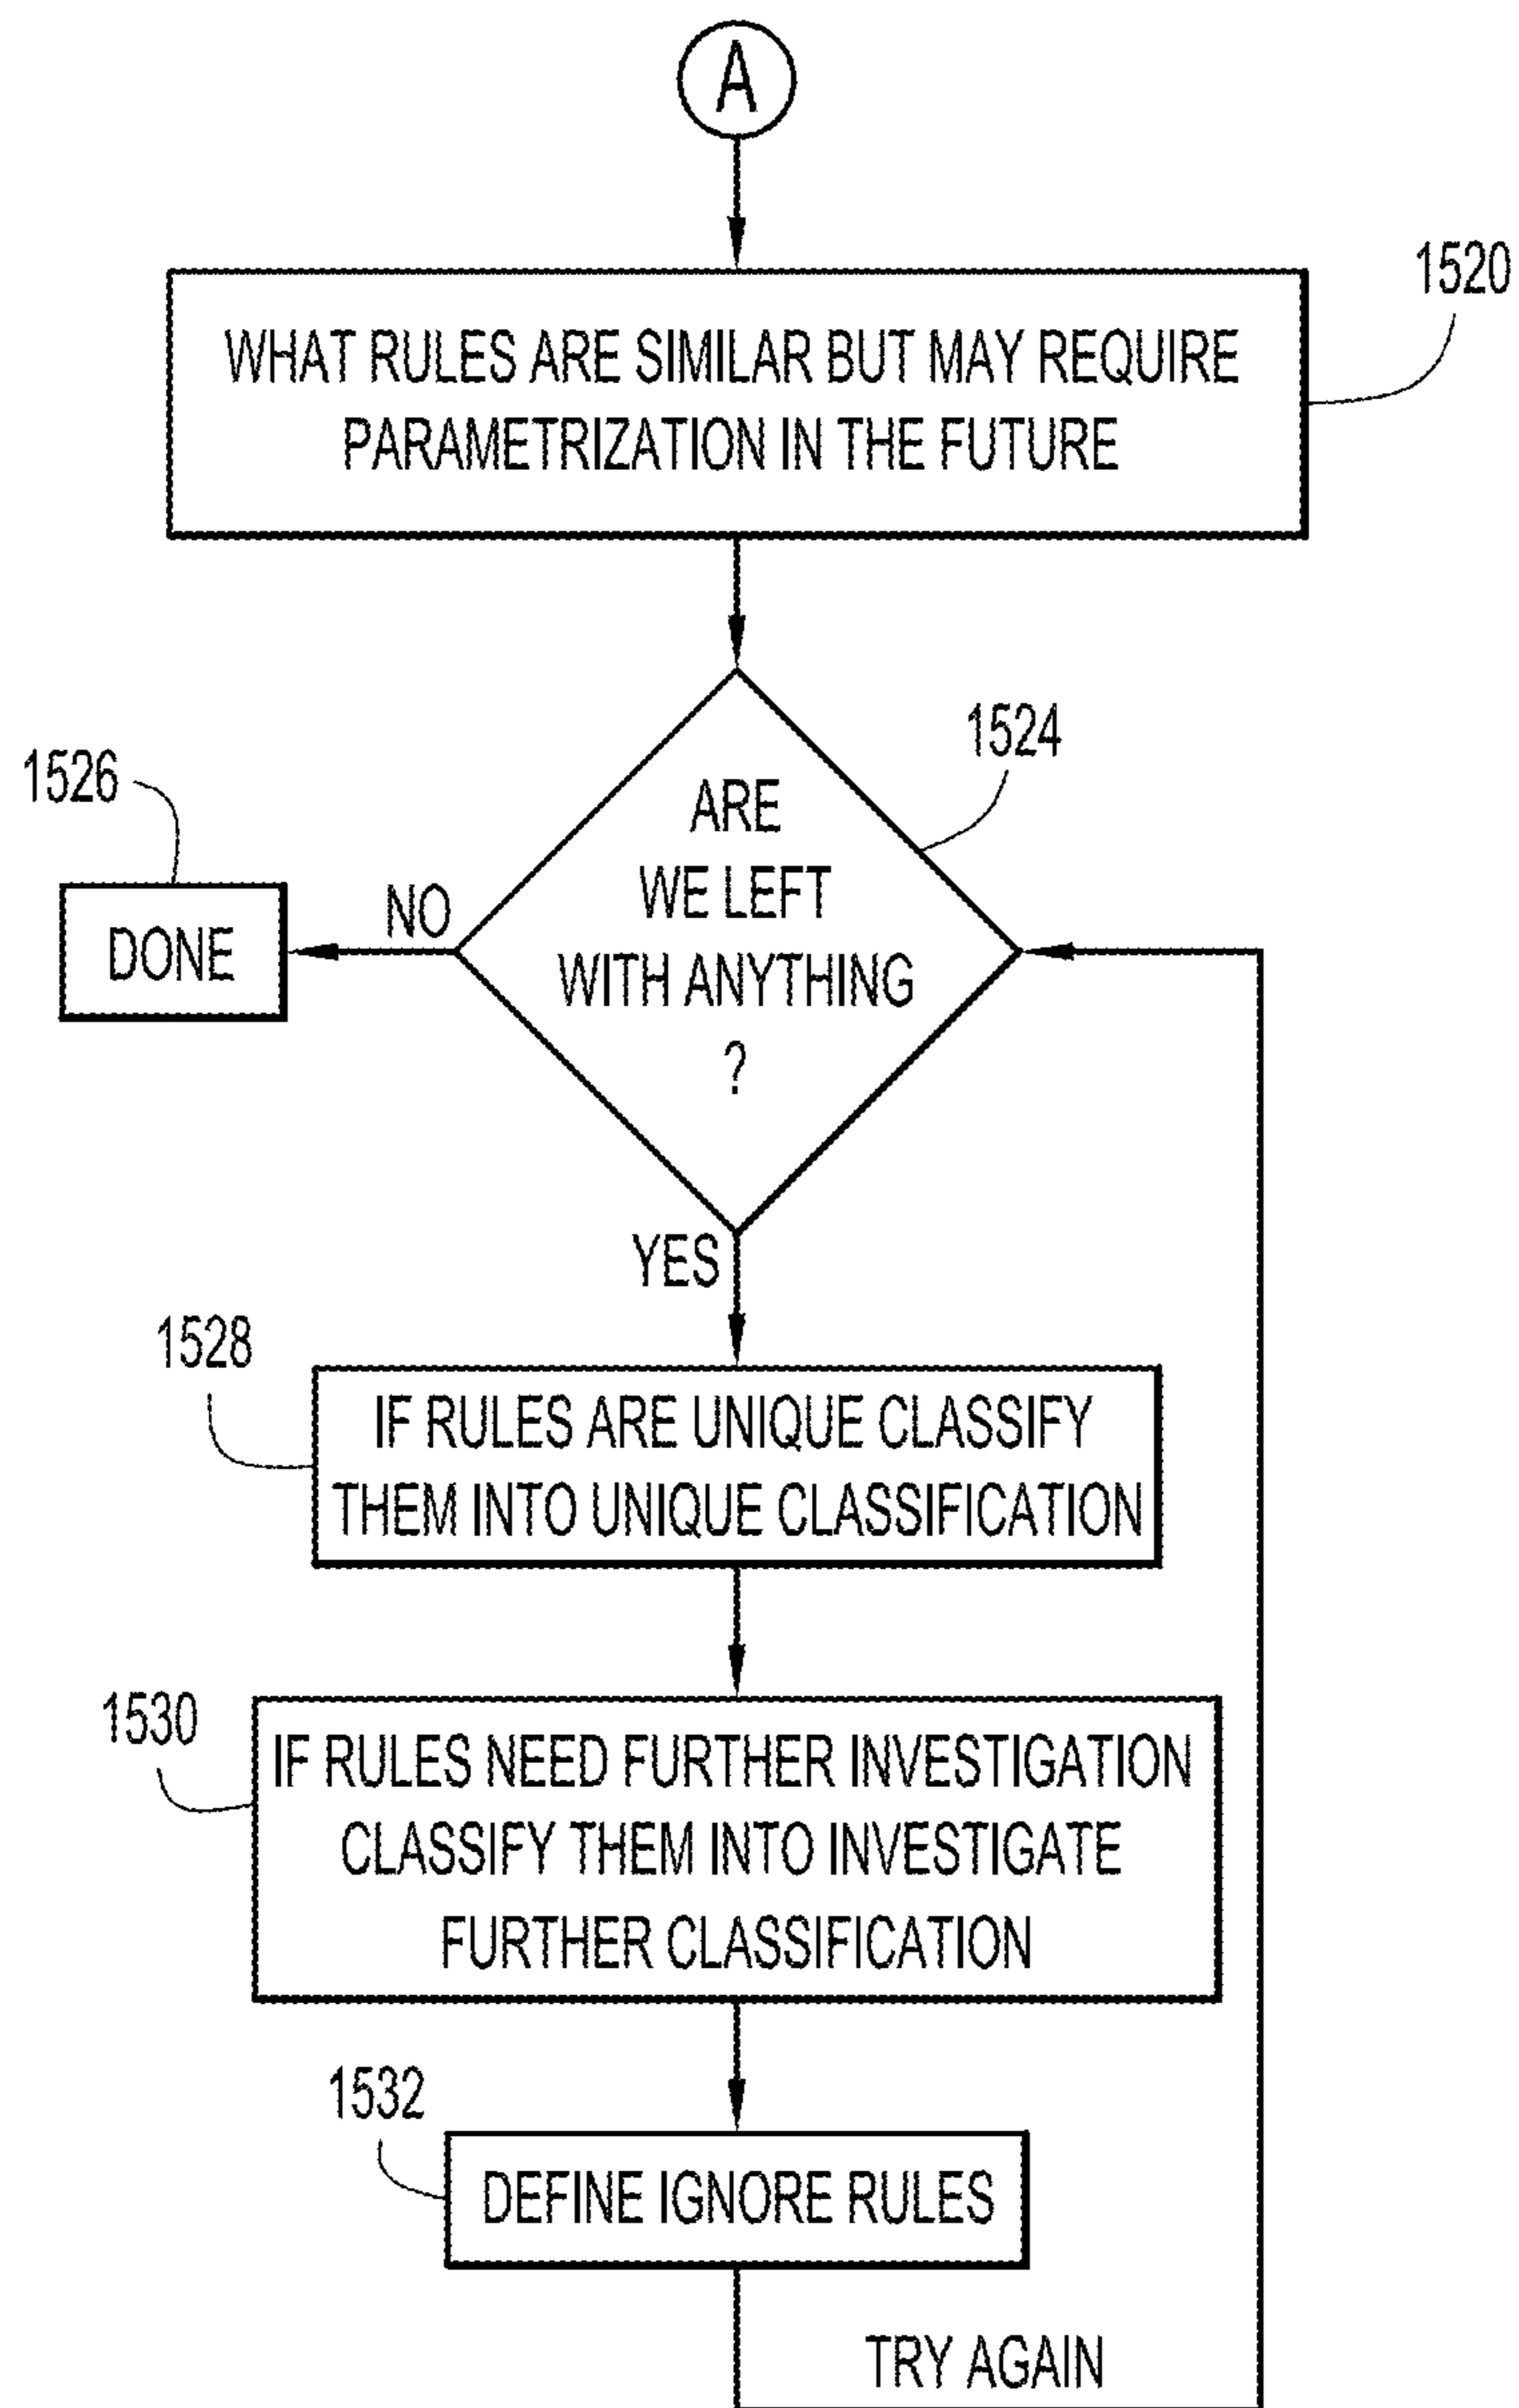 A
1520
WHAT RULES ARE SIMILAR BUT MAY REQUIRE
PARAMETRIZATION IN THE FUTURE
1524
1526
ARE
WE LEFT
WITH ANYTHING
?
NO
DONE
YES
1528
IF RULES ARE UNIQUE CLASSIFY
THEM INTO UNIQUE CLASSIFICATION
1530
IF RULES NEED FURTHER INVESTIGATION
CLASSIFY THEM INTO INVESTIGATE
FURTHER CLASSIFICATION
1532
DEFINE IGNORE RULES
TRY AGAIN